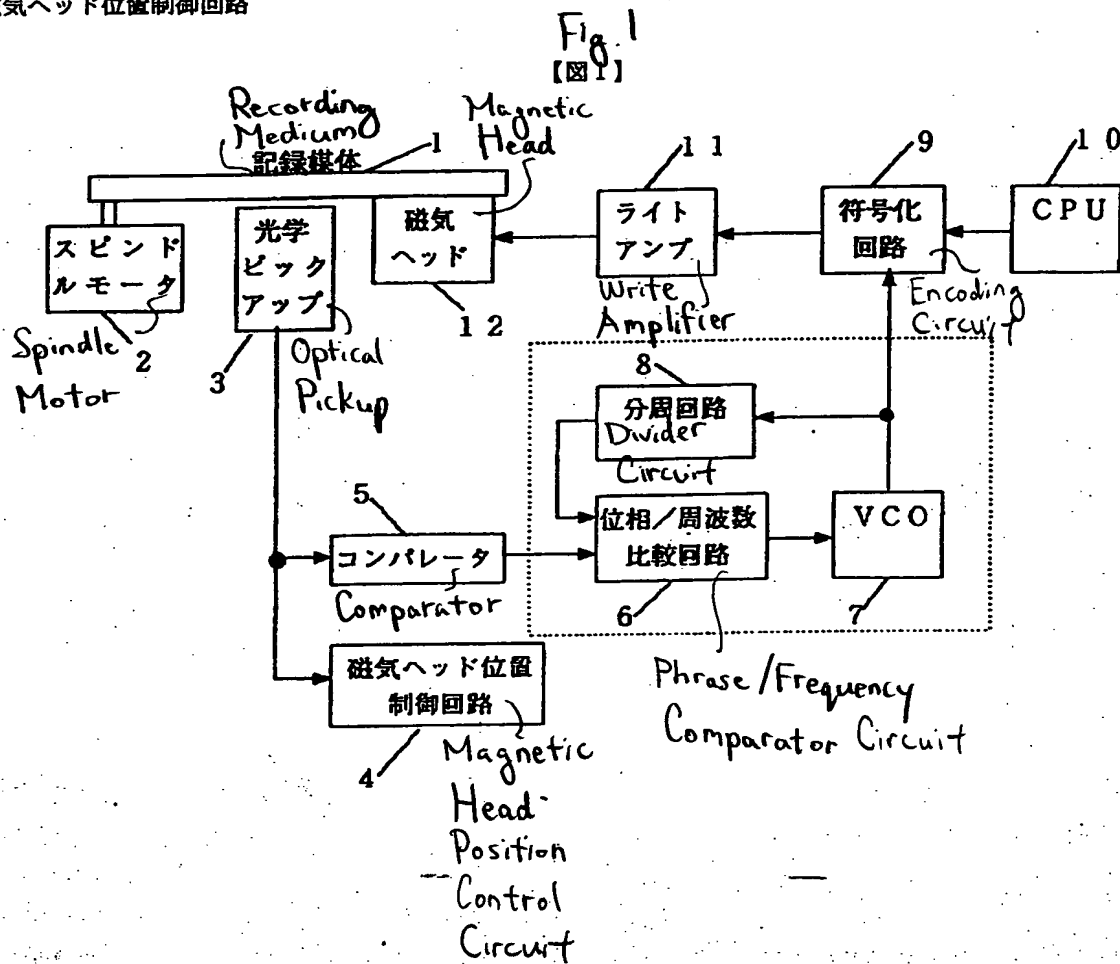 気ヘッド位置制御回路
Fig. 1
【図1】
Recording
Medium
記録媒体
1
Magnetic
Head
磁気
ヘッド
12
スピンド
ルモータ
Spindle
Motor
2
光学
ピック
アップ
3
Optical
Pickup
11
ライト
アンプ
Write
Amplifier
9
符号化
回路
Encoding
Circuit
10
CPU
8
分周回路
Divider
Circuit
5
コンパレータ
Comparator
位相/周波数
比較回路
6
VCO
7
Phrase/Frequency
Comparator Circuit
磁気ヘッド位置
制御回路
4
Magnetic
Head
Position
Control
Circuit